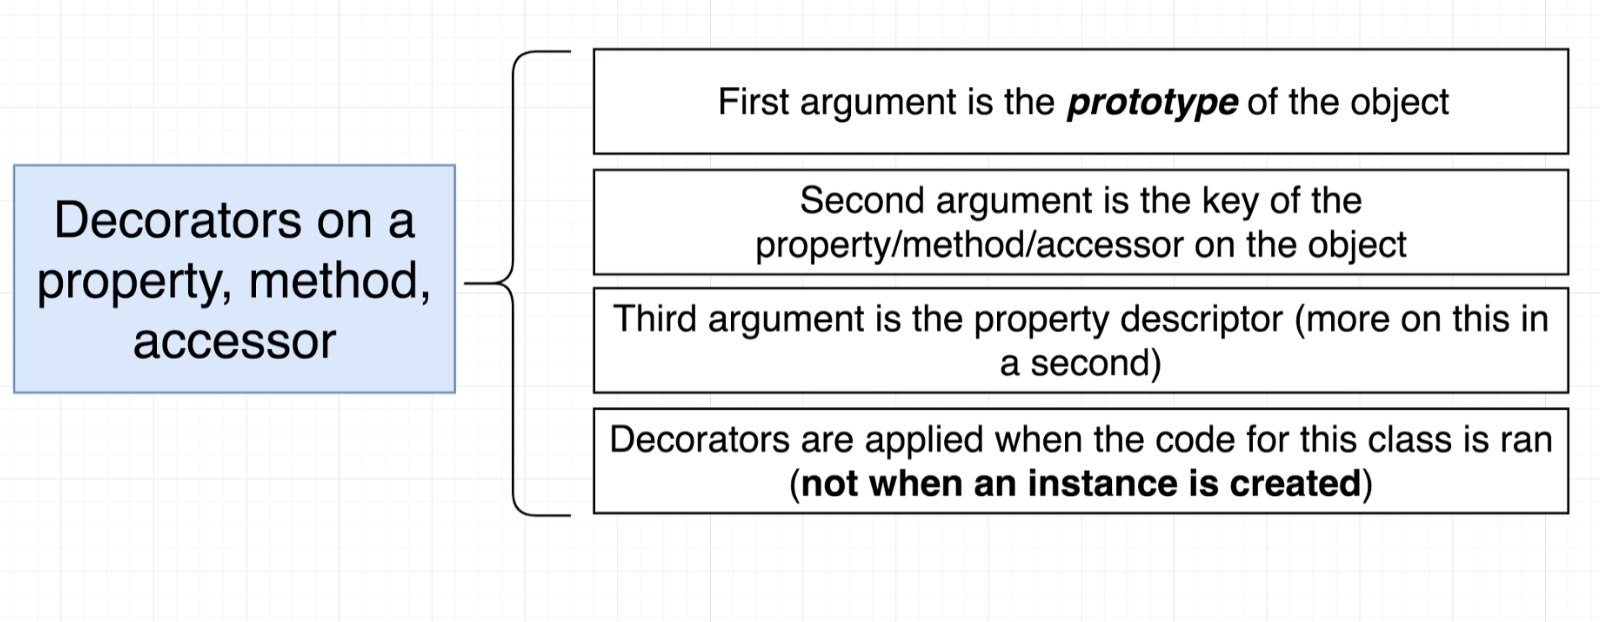 Decorators on a
property, method,
accessor
First argument is the prototype of the object
Second argument is the key of the
property/method/accessor on the object
Third argument is the property descriptor (more on this in
a second)
Decorators are applied when the code for this class is ran
(not when an instance is created)